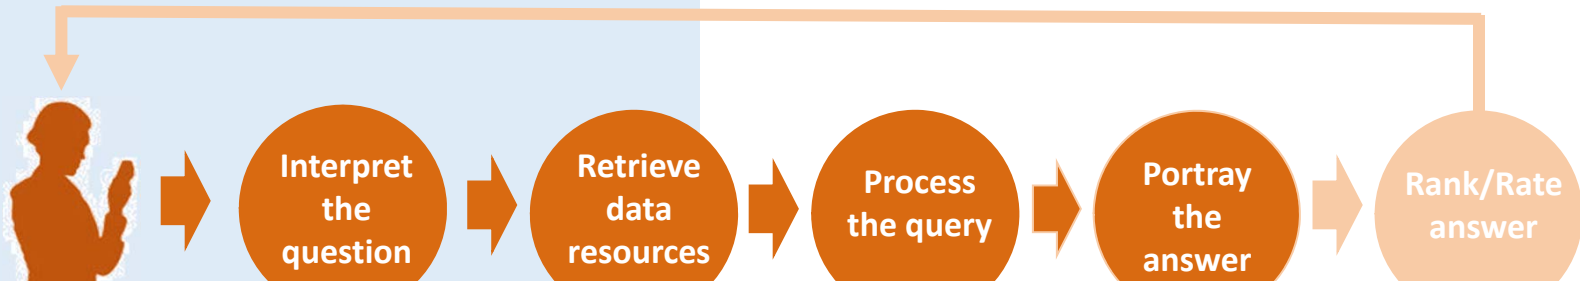 Interpret
the
question
Retrieve
data
resources
Process
the query
Portray
the
answer
Rank/Rate
answer